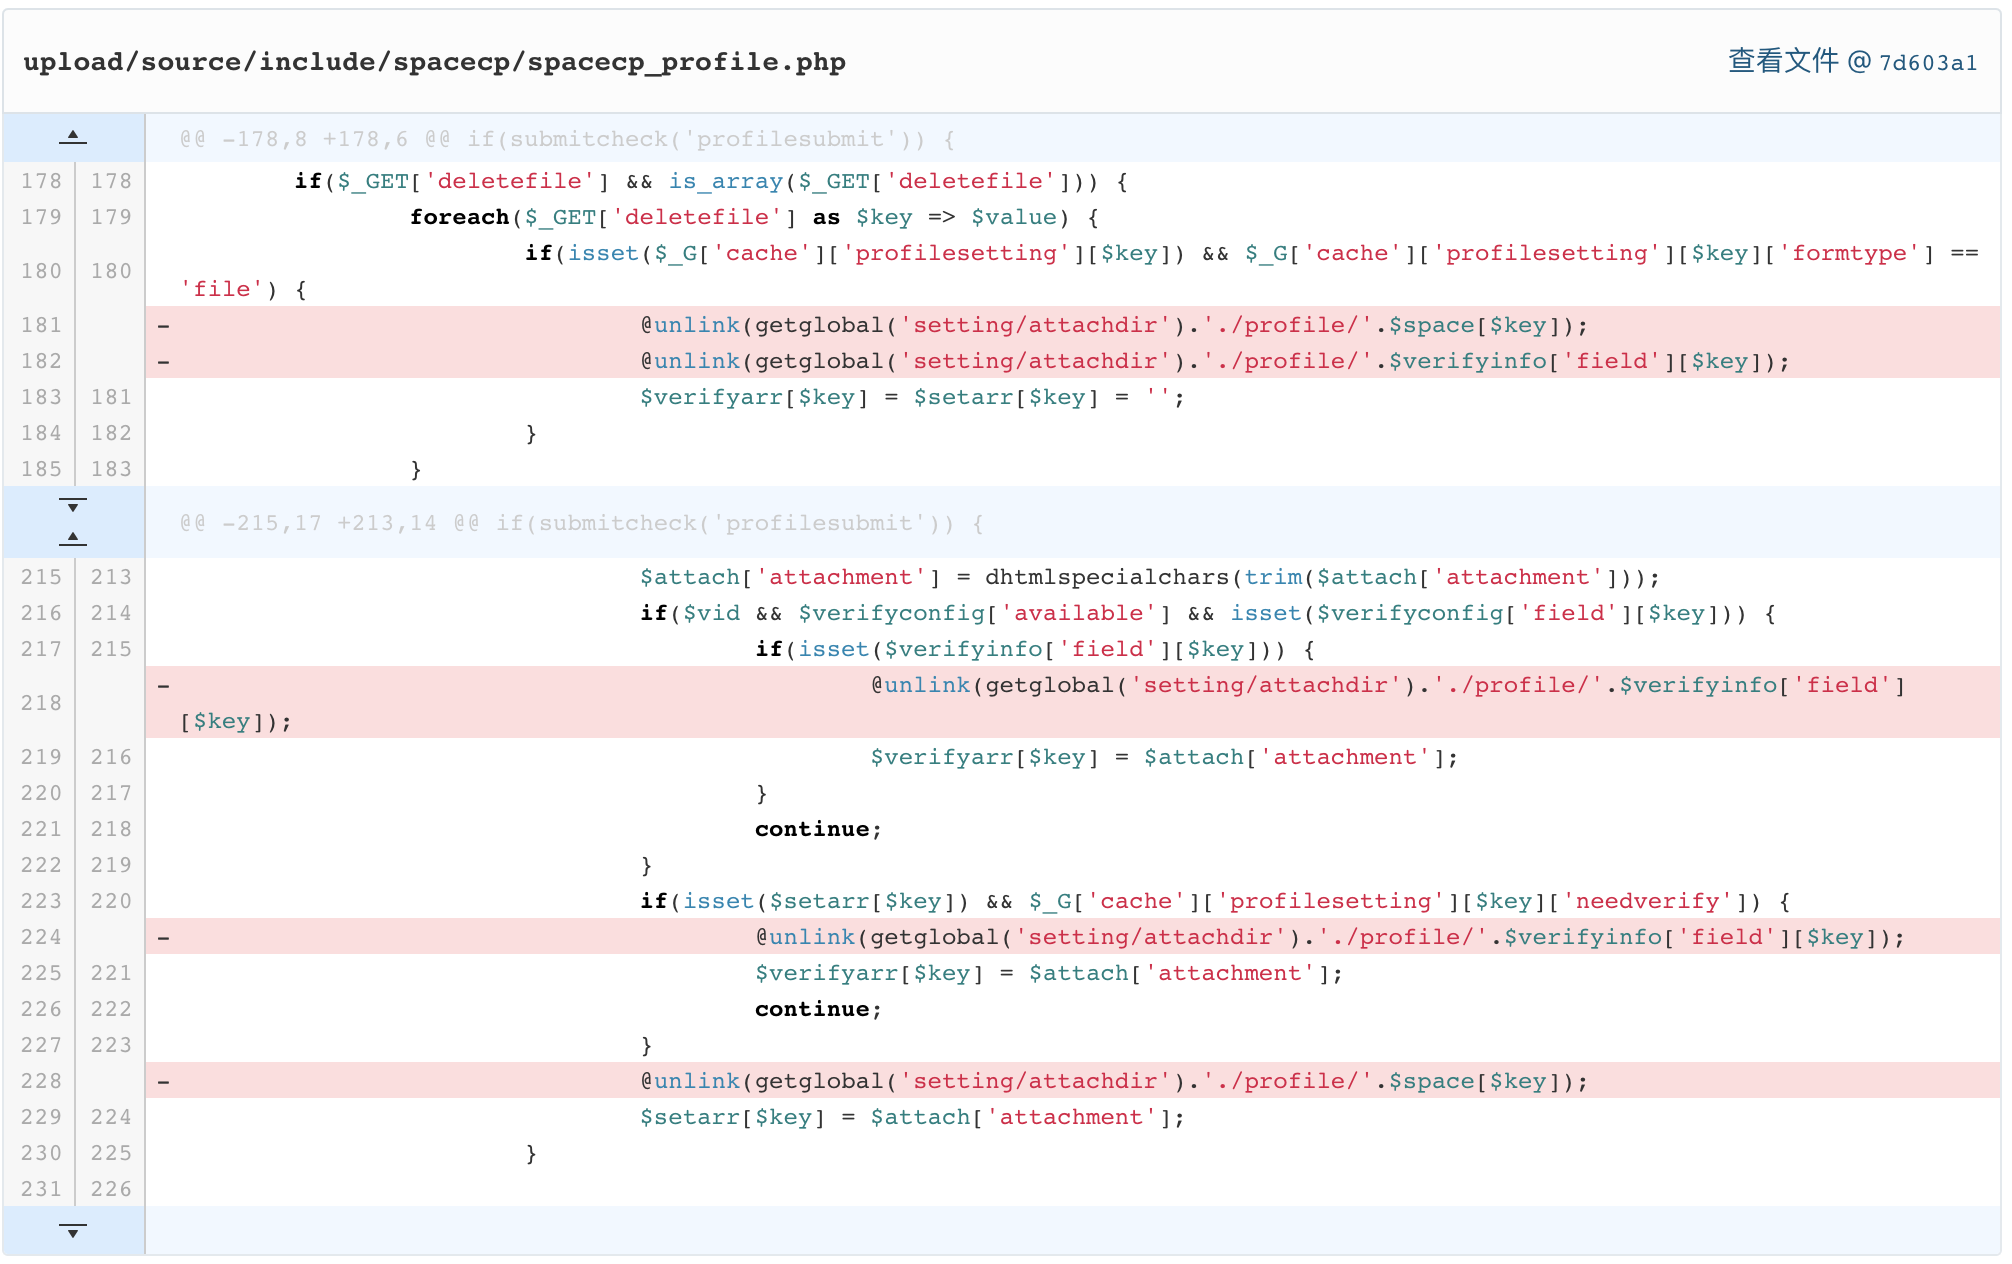 upload/source/include/spacecp/spacecp_profile.php 查看文件 @ 7d603a1
@@ -178,8 +178,6 @@ if(submitcheck('profilesubmit')) {
178 178 if($_GET['deletefile'] && is_array($_GET['deletefile'])) {
179 179 foreach($_GET['deletefile'] as $key => $value) {
180 180 if(isset($_G['cache']['profilesetting'][$key]) && $_G['cache']['profilesetting'][$key]['formtype'] ==
'file') {
181 - @unlink(getglobal('setting/attachdir').'./profile/'.$space[$key]);
182 - @unlink(getglobal('setting/attachdir').'./profile/'.$verifyinfo['field'][$key]);
183 181 $verifyarr[$key] = $setarr[$key] = '';
184 182 }
185 183 }
@@ -215,17 +213,14 @@ if(submitcheck('profilesubmit')) {
215 213 $attach['attachment'] = dhtmlspecialchars(trim($attach['attachment']));
216 214 if($vid && $verifyconfig['available'] && isset($verifyconfig['field'][$key])) {
217 215 if(isset($verifyinfo['field'][$key])) {
218 - @unlink(getglobal('setting/attachdir').'./profile/'.$verifyinfo['field']
[$key]);
219 216 $verifyarr[$key] = $attach['attachment'];
220 217 }
221 218 continue;
222 219 }
223 220 if(isset($setarr[$key]) && $_G['cache']['profilesetting'][$key]['needverify']) {
224 - @unlink(getglobal('setting/attachdir').'./profile/'.$verifyinfo['field'][$key]);
225 221 $verifyarr[$key] = $attach['attachment'];
226 222 continue;
227 223 }
228 - @unlink(getglobal('setting/attachdir').'./profile/'.$space[$key]);
229 224 $setarr[$key] = $attach['attachment'];
230 225 }
231 226